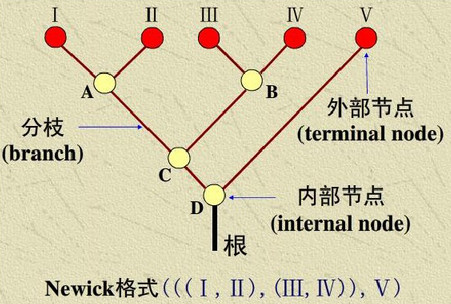 Ⅰ Ⅱ Ⅲ Ⅳ Ⅴ
A
B
分枝
(branch)
外部节点
(terminal node)
C
D
内部节点
(internal node)
根
Newick格式(((Ⅰ,Ⅱ),(Ⅲ,Ⅳ)),Ⅴ)